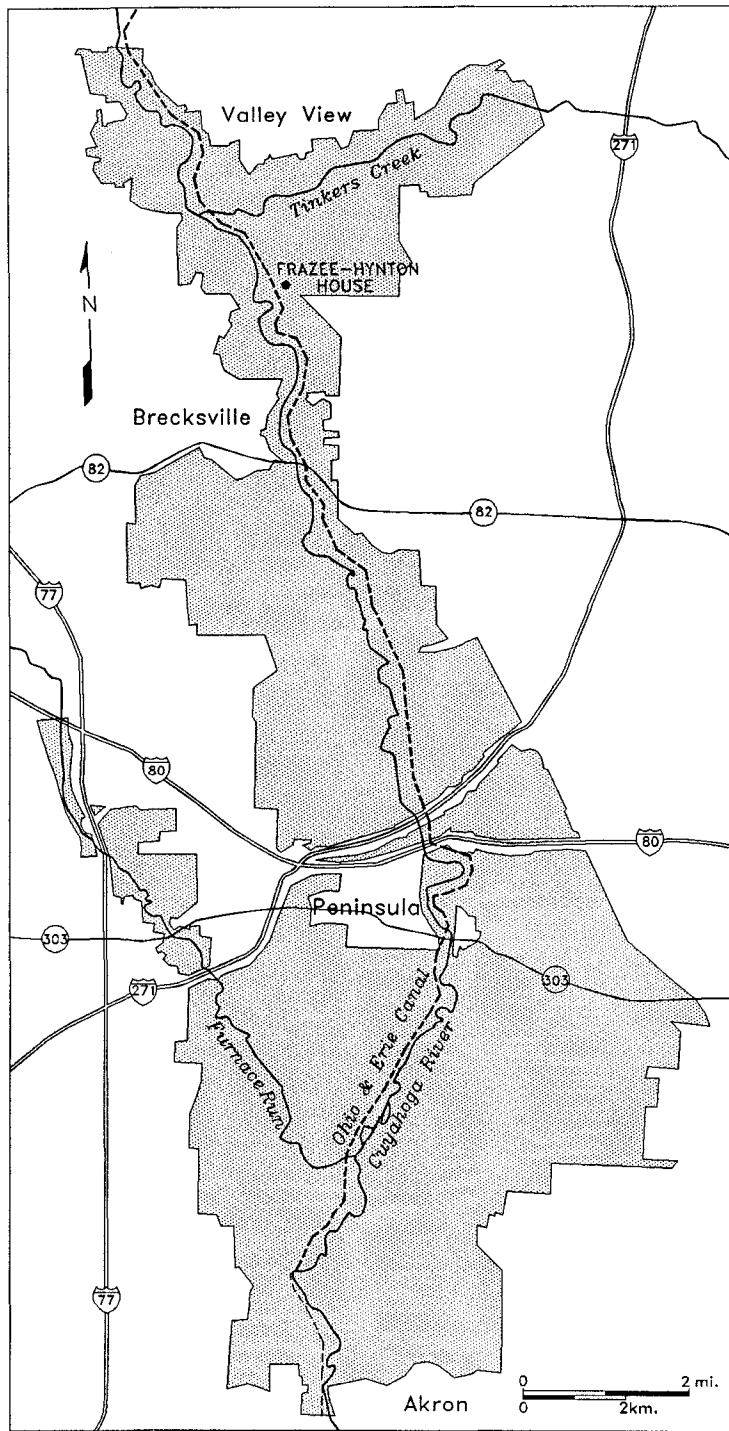 Valley View
271
Tinkers Creek
FRAZEE–HYNTON
HOUSE
N
Brecksville
82
82
77
80
80
Peninsula
303
303
271
Furnace Run
Ohio & Erie Canal
Cuyahoga River
77
Akron
0 2 mi.
0 2km.